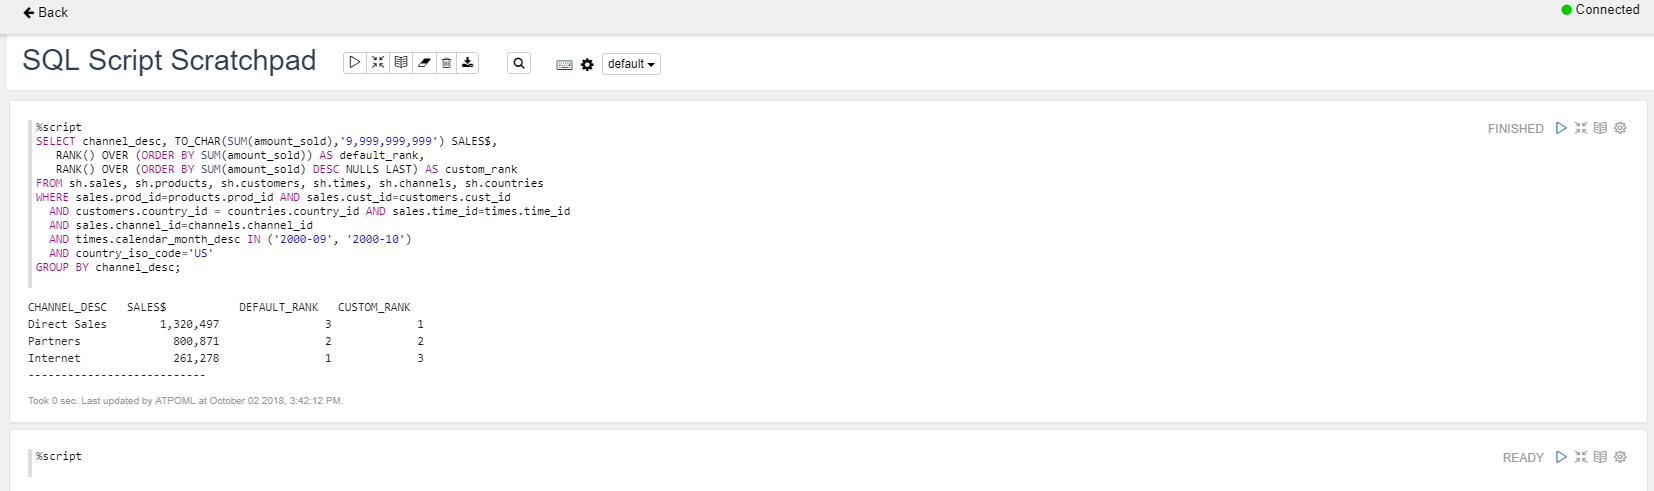 Back
Connected
SQL Script Scratchpad
default
%script
SELECT channel_desc, TO_CHAR(SUM(amount_sold),'9,999,999,999') SALES$,
   RANK() OVER (ORDER BY SUM(amount_sold)) AS default_rank,
   RANK() OVER (ORDER BY SUM(amount_sold) DESC NULLS LAST) AS custom_rank
FROM sh.sales, sh.products, sh.customers, sh.times, sh.channels, sh.countries
WHERE sales.prod_id=products.prod_id AND sales.cust_id=customers.cust_id
  AND customers.country_id = countries.country_id AND sales.time_id=times.time_id
  AND sales.channel_id=channels.channel_id
  AND times.calendar_month_desc IN ('2000-09', '2000-10')
  AND country_iso_code='US'
GROUP BY channel_desc;
FINISHED
CHANNEL_DESC SALES$ DEFAULT_RANK CUSTOM_RANK
Direct Sales 1,320,497 3 1
Partners 800,871 2 2
Internet 261,278 1 3
---------------------------
Took 0 sec. Last updated by ATPOML at October 02 2018, 3:42:12 PM.
%script
READY